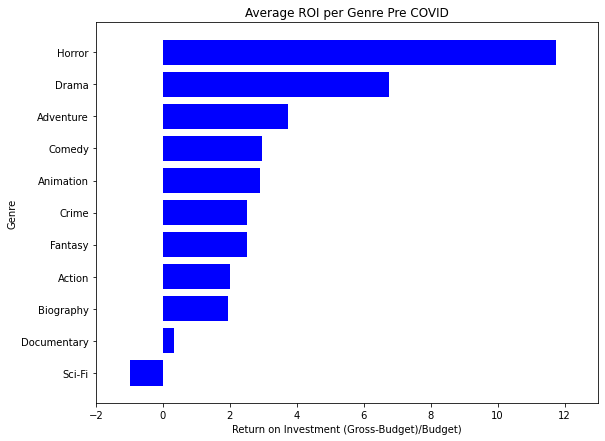 Average ROI per Genre Pre COVID
Genre
Horror
Drama
Adventure
Comedy
Animation
Crime
Fantasy
Action
Biography
Documentary
Sci-Fi
−2 0 2 4 6 8 10 12
Return on Investment (Gross-Budget)/Budget)